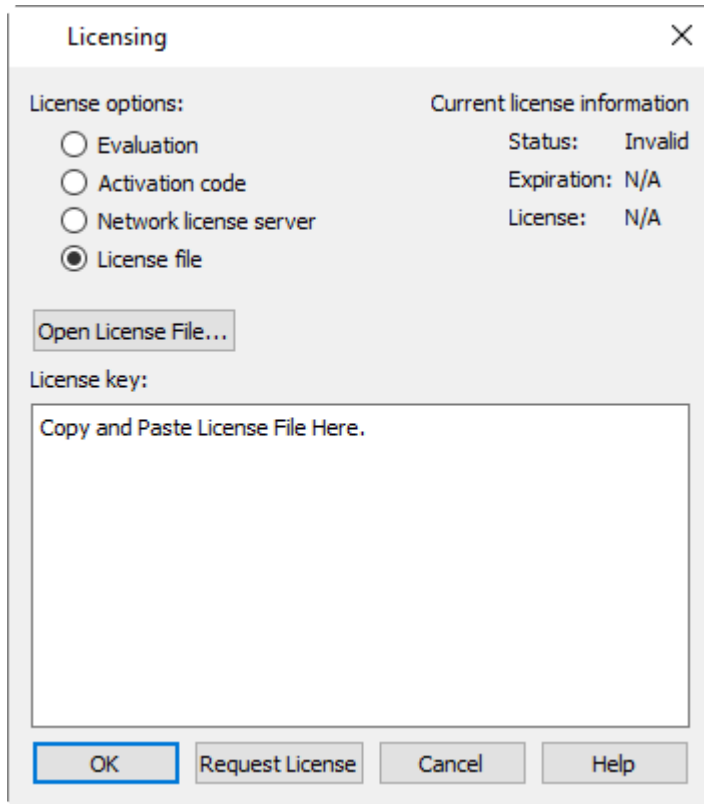 Licensing
License options:
Evaluation
Activation code
Network license server
License file
Current license information
Status: Invalid
Expiration: N/A
License: N/A
Open License File...
License key:
Copy and Paste License File Here.
OK Request License Cancel Help